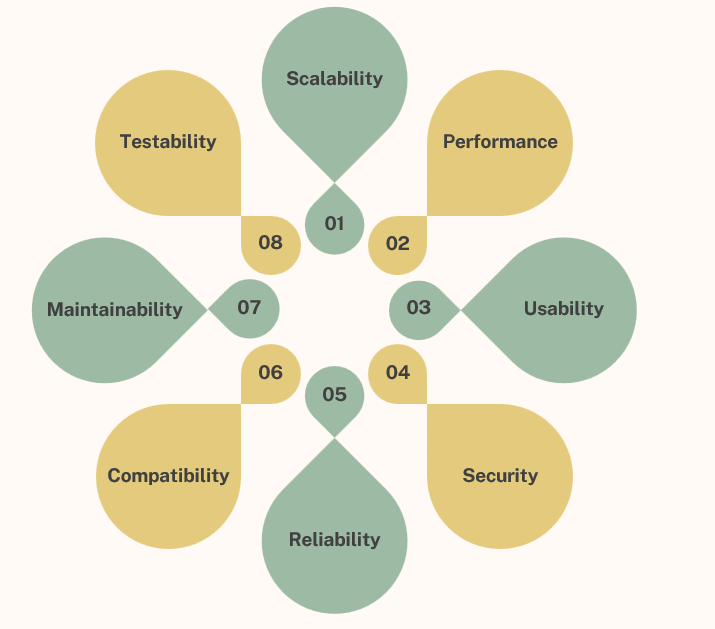 Scalability
01
Performance
02
Usability
03
Security
04
Reliability
05
Compatibility
06
Maintainability
07
Testability
08